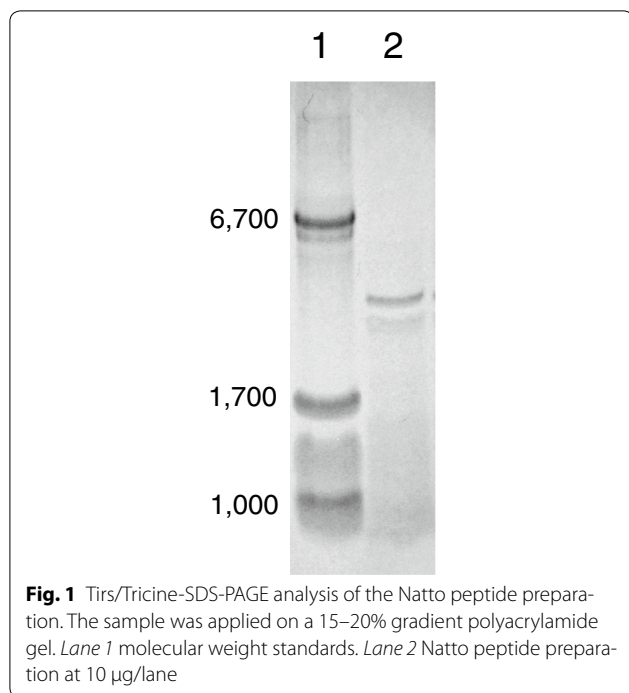 1 2
6,700
1,700
1,000
Fig. 1 Tirs/Tricine-SDS-PAGE analysis of the Natto peptide prepara-
tion. The sample was applied on a 15–20% gradient polyacrylamide
gel. Lane 1 molecular weight standards. Lane 2 Natto peptide prepara-
tion at 10 µg/lane